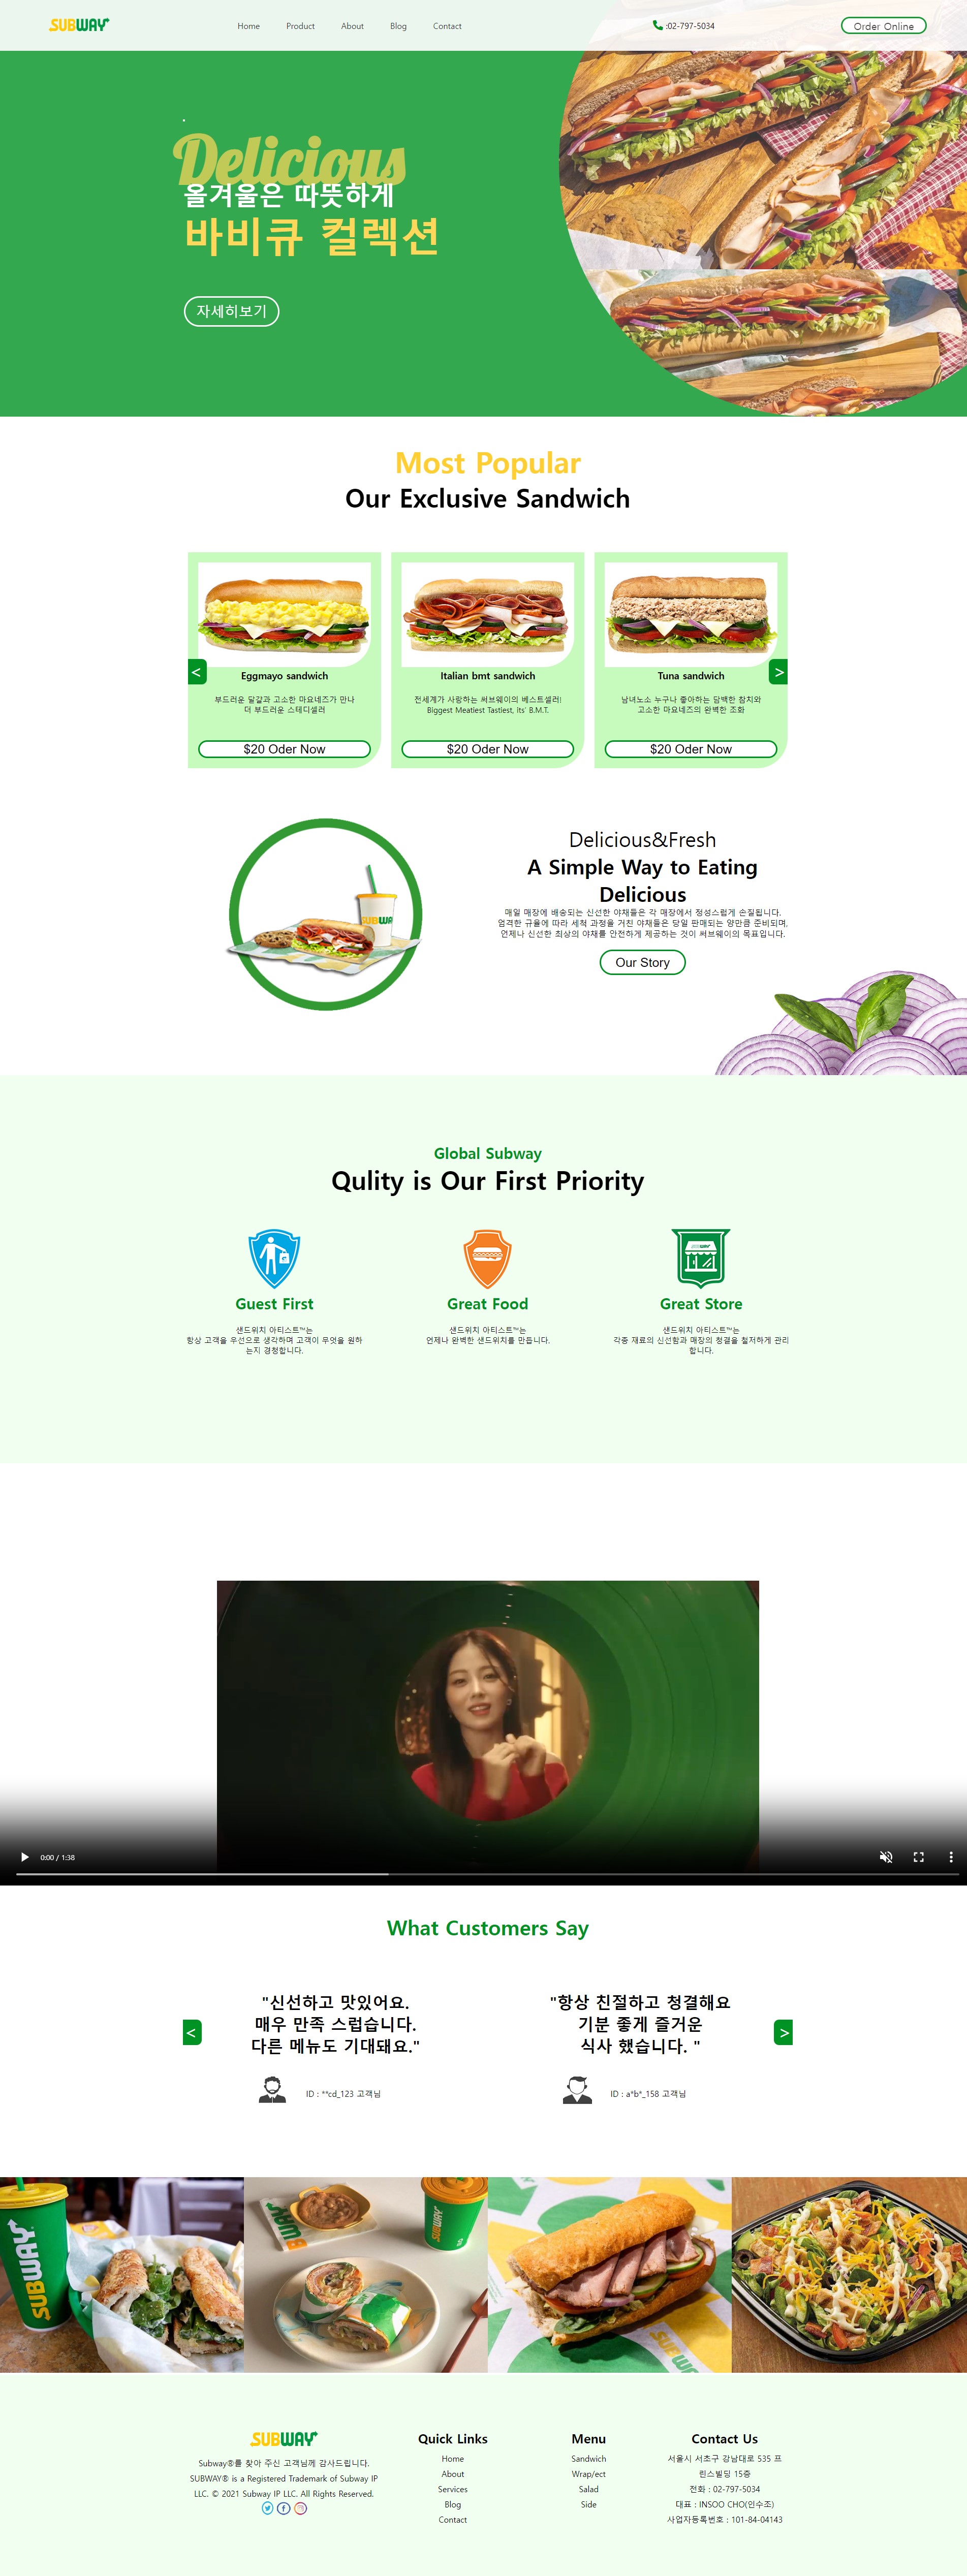 SUBWAY
Home
Product
About
Blog
Contact
:02-797-5034
Order Online
Delicious
올겨울은 따뜻하게
바비큐 컬렉션
자세히보기
Most Popular
Our Exclusive Sandwich
<
>
Eggmayo sandwich
부드러운 달걀과 고소한 마요네즈가 만나
더 부드러운 스테디셀러
$20 Oder Now
Italian bmt sandwich
전세계가 사랑하는 써브웨이의 베스트셀러!
Biggest Meatiest Tastiest, its' B.M.T.
$20 Oder Now
Tuna sandwich
남녀노소 누구나 좋아하는 담백한 참치와
고소한 마요네즈의 완벽한 조화
$20 Oder Now
SUBWAY
Delicious&Fresh
A Simple Way to Eating
Delicious
매일 매장에 배송되는 신선한 야채들은 각 매장에서 정성스럽게 손질됩니다.
엄격한 규율에 따라 세척 과정을 거친 야채들은 당일 판매되는 양만큼 준비되며,
언제나 신선한 최상의 야채를 안전하게 제공하는 것이 써브웨이의 목표입니다.
Our Story
Global Subway
Qulity is Our First Priority
Guest First
샌드위치 아티스트™는
항상 고객을 우선으로 생각하며 고객이 무엇을 원하
는지 경청합니다.
Great Food
샌드위치 아티스트™는
언제나 완벽한 샌드위치를 만듭니다.
SUBWAY
Great Store
샌드위치 아티스트™는
각종 재료의 신선함과 매장의 청결을 철저하게 관리
합니다.
0:00 / 1:38
What Customers Say
<
"신선하고 맛있어요.
매우 만족 스럽습니다.
다른 메뉴도 기대돼요."
ID : **cd_123 고객님
"항상 친절하고 청결해요
기분 좋게 즐거운
식사 했습니다. "
ID : a*b*_158 고객님
>
SUBWAY
SUBWAY
SUBWAY
SUBWAY
SUBWAY
Subway®를 찾아 주신 고객님께 감사드립니다.
SUBWAY® is a Registered Trademark of Subway IP
LLC. © 2021 Subway IP LLC. All Rights Reserved.
Quick Links
Home
About
Services
Blog
Contact
Menu
Sandwich
Wrap/ect
Salad
Side
Contact Us
서울시 서초구 강남대로 535 프
린스빌딩 15층
전화 : 02-797-5034
대표 : INSOO CHO(인수조)
사업자등록번호 : 101-84-04143